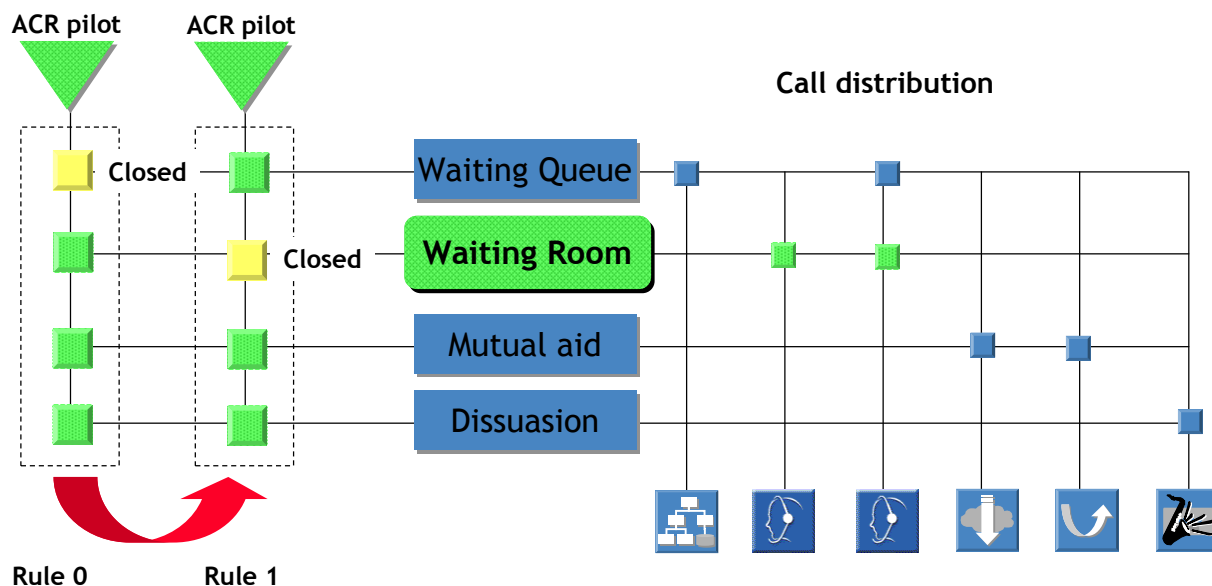 ACR pilot
ACR pilot
Call distribution
Closed
Waiting Queue
Closed
Waiting Room
Mutual aid
Dissuasion
Rule 0
Rule 1